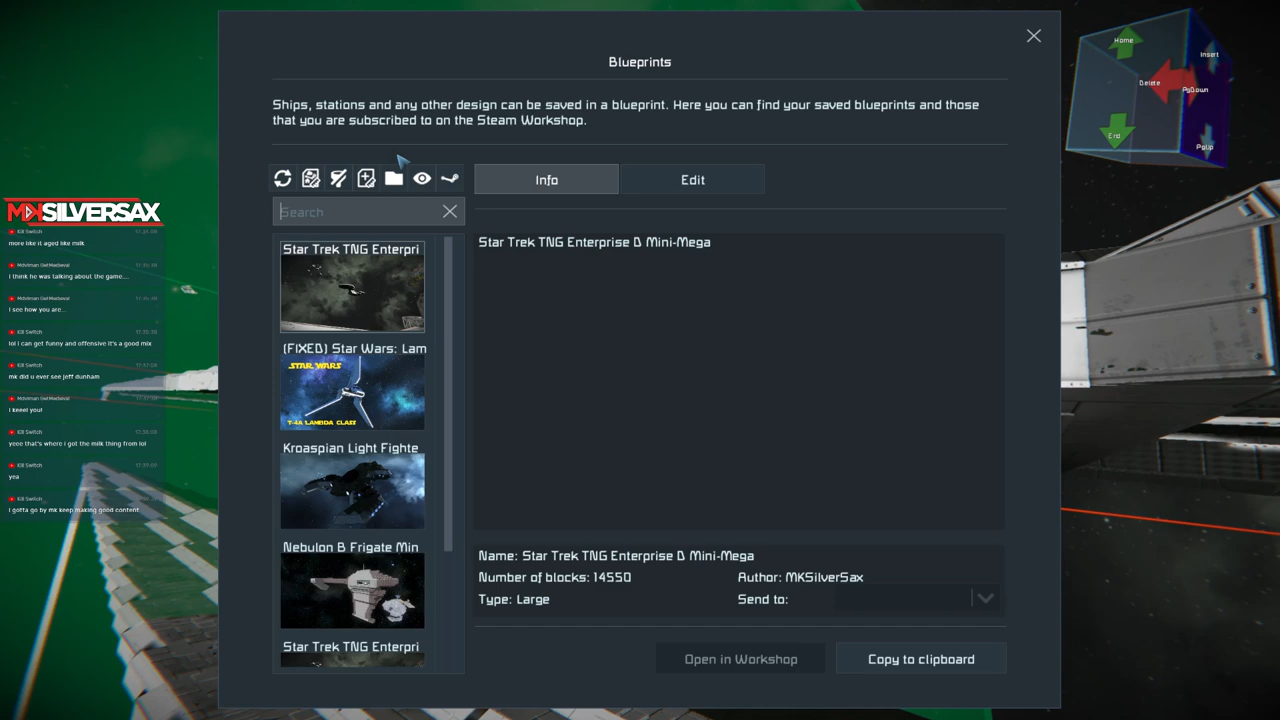 Blueprints
Ships, stations and any other design can be saved in a blueprint. Here you can find your saved blueprints and those
that you are subscribed to on the Steam Workshop.
Search
Info
Edit
Star Trek TNG Enterpri
(FIXED) Star Wars: Lam
STAR WARS
T-4A LAMBDA CLASS
Kroaspian Light Fighte
Nebulon B Frigate Min
Star Trek TNG Enterpri
Star Trek TNG Enterprise D Mini-Mega
Name: Star Trek TNG Enterprise D Mini-Mega
Number of blocks: 14550
Author: MKSilverSax
Type: Large
Send to:
Open in Workshop
Copy to clipboard
Home
Insert
Delete
PgDown
End
PgUp
MKSILVERSAX
Kill Switch
more like it aged like milk
I think he was talking about the game....
I see how you are...
Kill Switch
lol i can get funny and offensive it's a good mix
Kill Switch
mk did u ever see jeff dunham
I keeel you!
Kill Switch
yeee that's where i got the milk thing from lol
Kill Switch
yea
Kill Switch
I gotta go by mk keep making good content